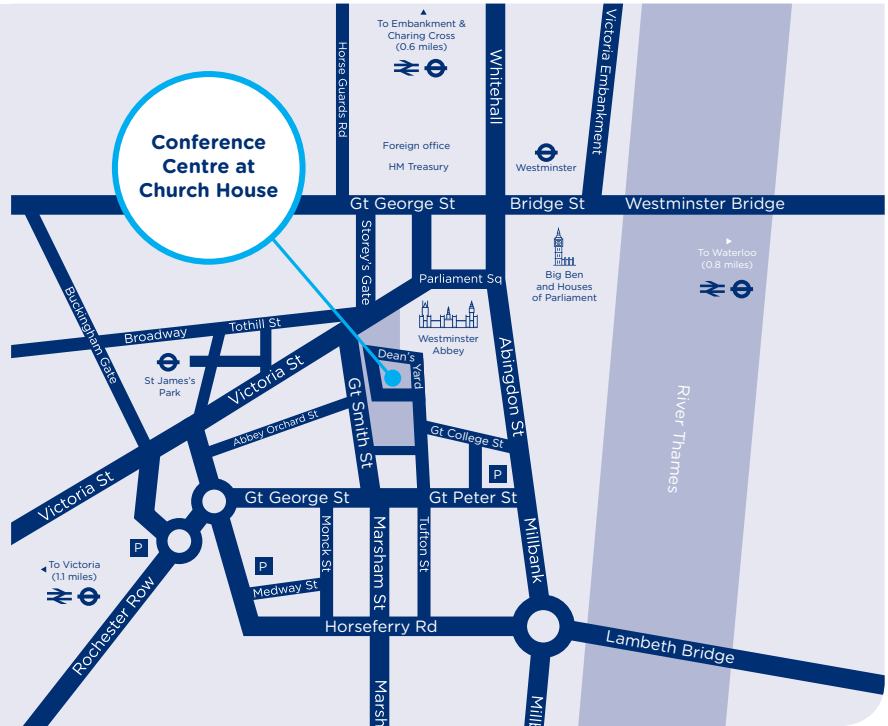 To Embankment &
Charing Cross
(0.6 miles)
Horse Guards Rd
Whitehall
Victoria Embankment
Conference
Centre at
Church House
Foreign office
HM Treasury
Westminster
Gt George St
Bridge St
Westminster Bridge
Storey's Gate
To Waterloo
(0.8 miles)
Big Ben
and Houses
of Parliament
Parliament Sq
Buckingham Gate
Broadway
Tothill St
Westminster
Abbey
St James's
Park
Victoria St
Dean's
Yard
Abingdon St
Gt Smith St
River Thames
Abbey Orchard St
Gt College St
P
Victoria St
Gt George St
Gt Peter St
P
Monck St
Marsham St
Tufton St
Millbank
To Victoria
(1.1 miles)
P
Medway St
Rochester Row
Horseferry Rd
Lambeth Bridge
Marsh
Mill